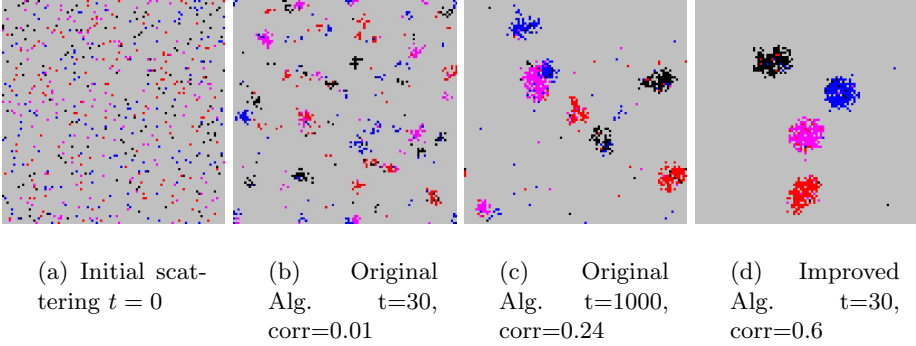 (a) Initial scat-
tering t = 0
(b) Original
Alg. t=30,
corr=0.01
(c) Original
Alg. t=1000,
corr=0.24
(d) Improved
Alg. t=30,
corr=0.6